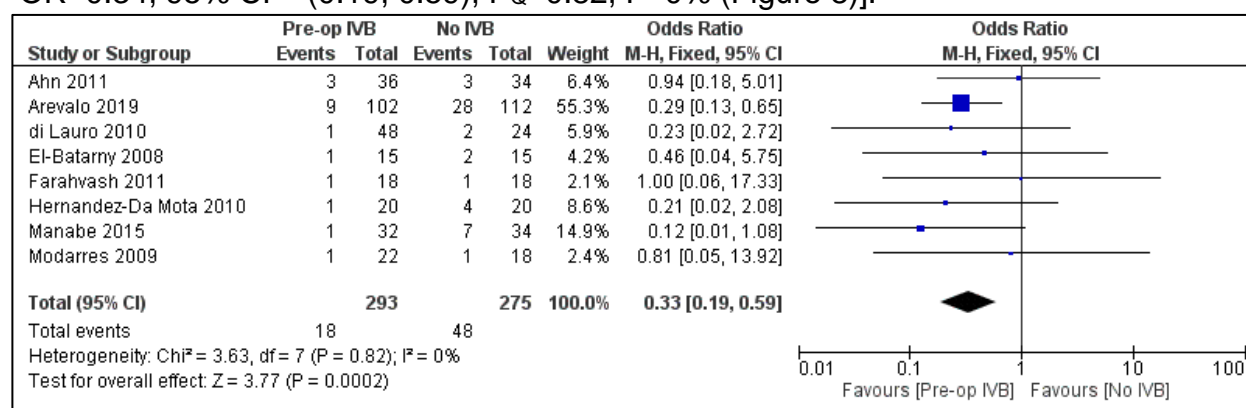 OR=0.34, 95% CI = (0.19, 0.60), PQ=0.82, I²=0% (Figure 3)].
Pre-op IVB No IVB Odds Ratio Odds Ratio
Study or Subgroup Events Total Events Total Weight M-H, Fixed, 95% CI M-H, Fixed, 95% CI
Ahn 2011 3 36 3 34 6.4% 0.94 [0.18, 5.01]
Arevalo 2019 9 102 28 112 55.3% 0.29 [0.13, 0.65]
di Lauro 2010 1 48 2 24 5.9% 0.23 [0.02, 2.72]
El-Batarny 2008 1 15 2 15 4.2% 0.46 [0.04, 5.75]
Farahvash 2011 1 18 1 18 2.1% 1.00 [0.06, 17.33]
Hernandez-Da Mota 2010 1 20 4 20 8.6% 0.21 [0.02, 2.08]
Manabe 2015 1 32 7 34 14.9% 0.12 [0.01, 1.08]
Modarres 2009 1 22 1 18 2.4% 0.81 [0.05, 13.92]
Total (95% CI) 293 275 100.0% 0.33 [0.19, 0.59]
Total events 18 48
Heterogeneity: Chi² = 3.63, df = 7 (P = 0.82); I² = 0%
Test for overall effect: Z = 3.77 (P = 0.0002)
0.01 0.1 1 10 100
Favours [Pre-op IVB] Favours [No IVB]